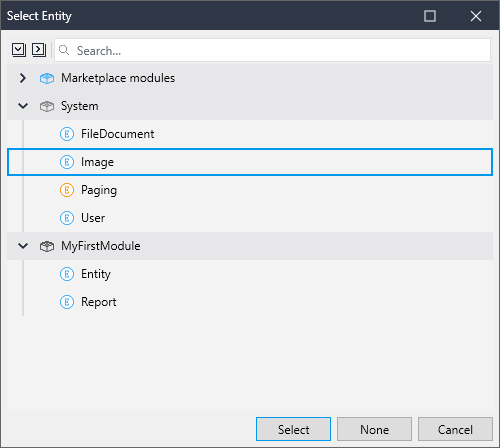 Select Entity
Search...
Marketplace modules
System
E FileDocument
E Image
E Paging
E User
MyFirstModule
E Entity
E Report
Select None Cancel